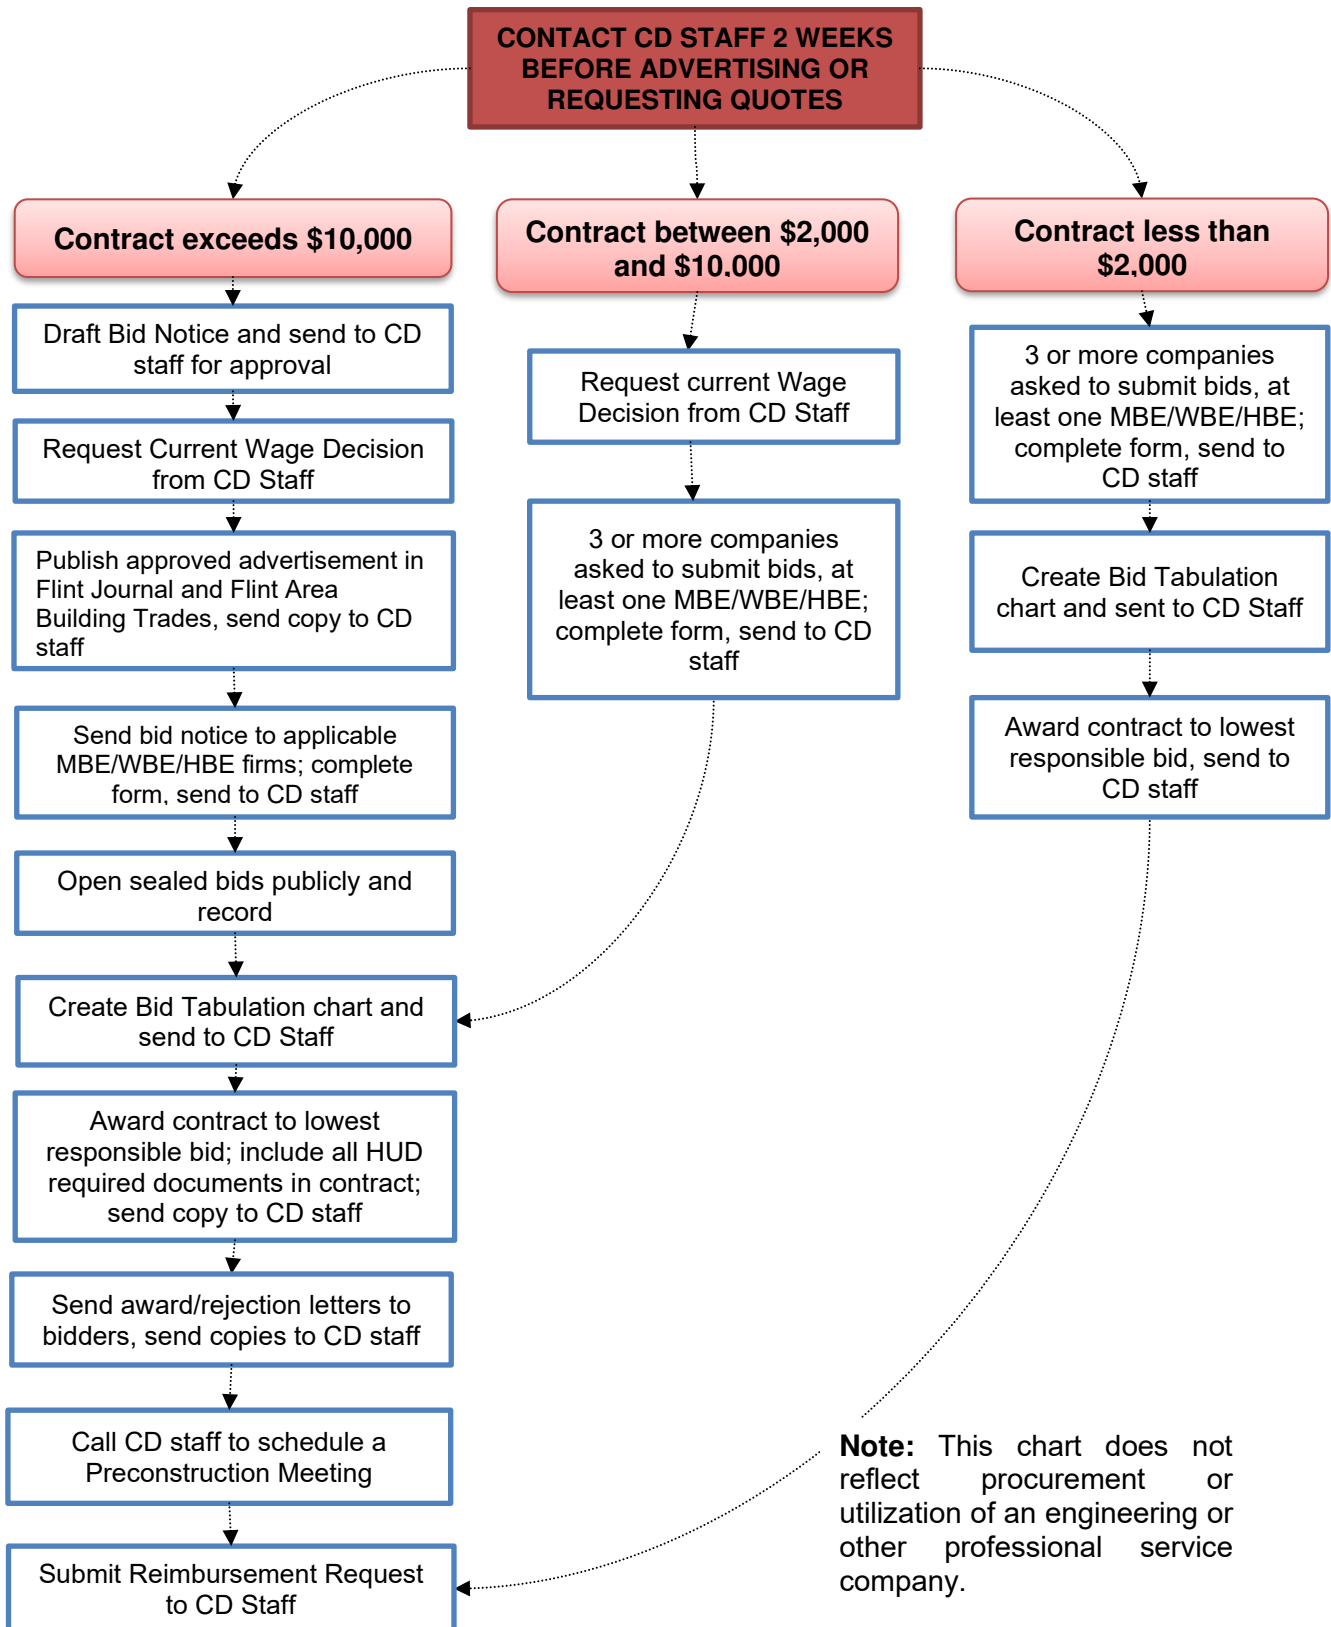 CONTACT CD STAFF 2 WEEKS
BEFORE ADVERTISING OR
REQUESTING QUOTES
Contract exceeds $10,000
Draft Bid Notice and send to CD
staff for approval
Request Current Wage Decision
from CD Staff
Publish approved advertisement in
Flint Journal and Flint Area
Building Trades, send copy to CD
staff
Send bid notice to applicable
MBE/WBE/HBE firms; complete
form, send to CD staff
Open sealed bids publicly and
record
Create Bid Tabulation chart and
send to CD Staff
Award contract to lowest
responsible bid; include all HUD
required documents in contract;
send copy to CD staff
Send award/rejection letters to
bidders, send copies to CD staff
Call CD staff to schedule a
Preconstruction Meeting
Submit Reimbursement Request
to CD Staff
Contract between $2,000
and $10,000
Request current Wage
Decision from CD Staff
3 or more companies
asked to submit bids, at
least one MBE/WBE/HBE;
complete form, send to CD
staff
Contract less than
$2,000
3 or more companies
asked to submit bids, at
least one MBE/WBE/HBE;
complete form, send to
CD staff
Create Bid Tabulation
chart and sent to CD Staff
Award contract to lowest
responsible bid, send to
CD staff
Note: This chart does not
reflect procurement or
utilization of an engineering or
other professional service
company.